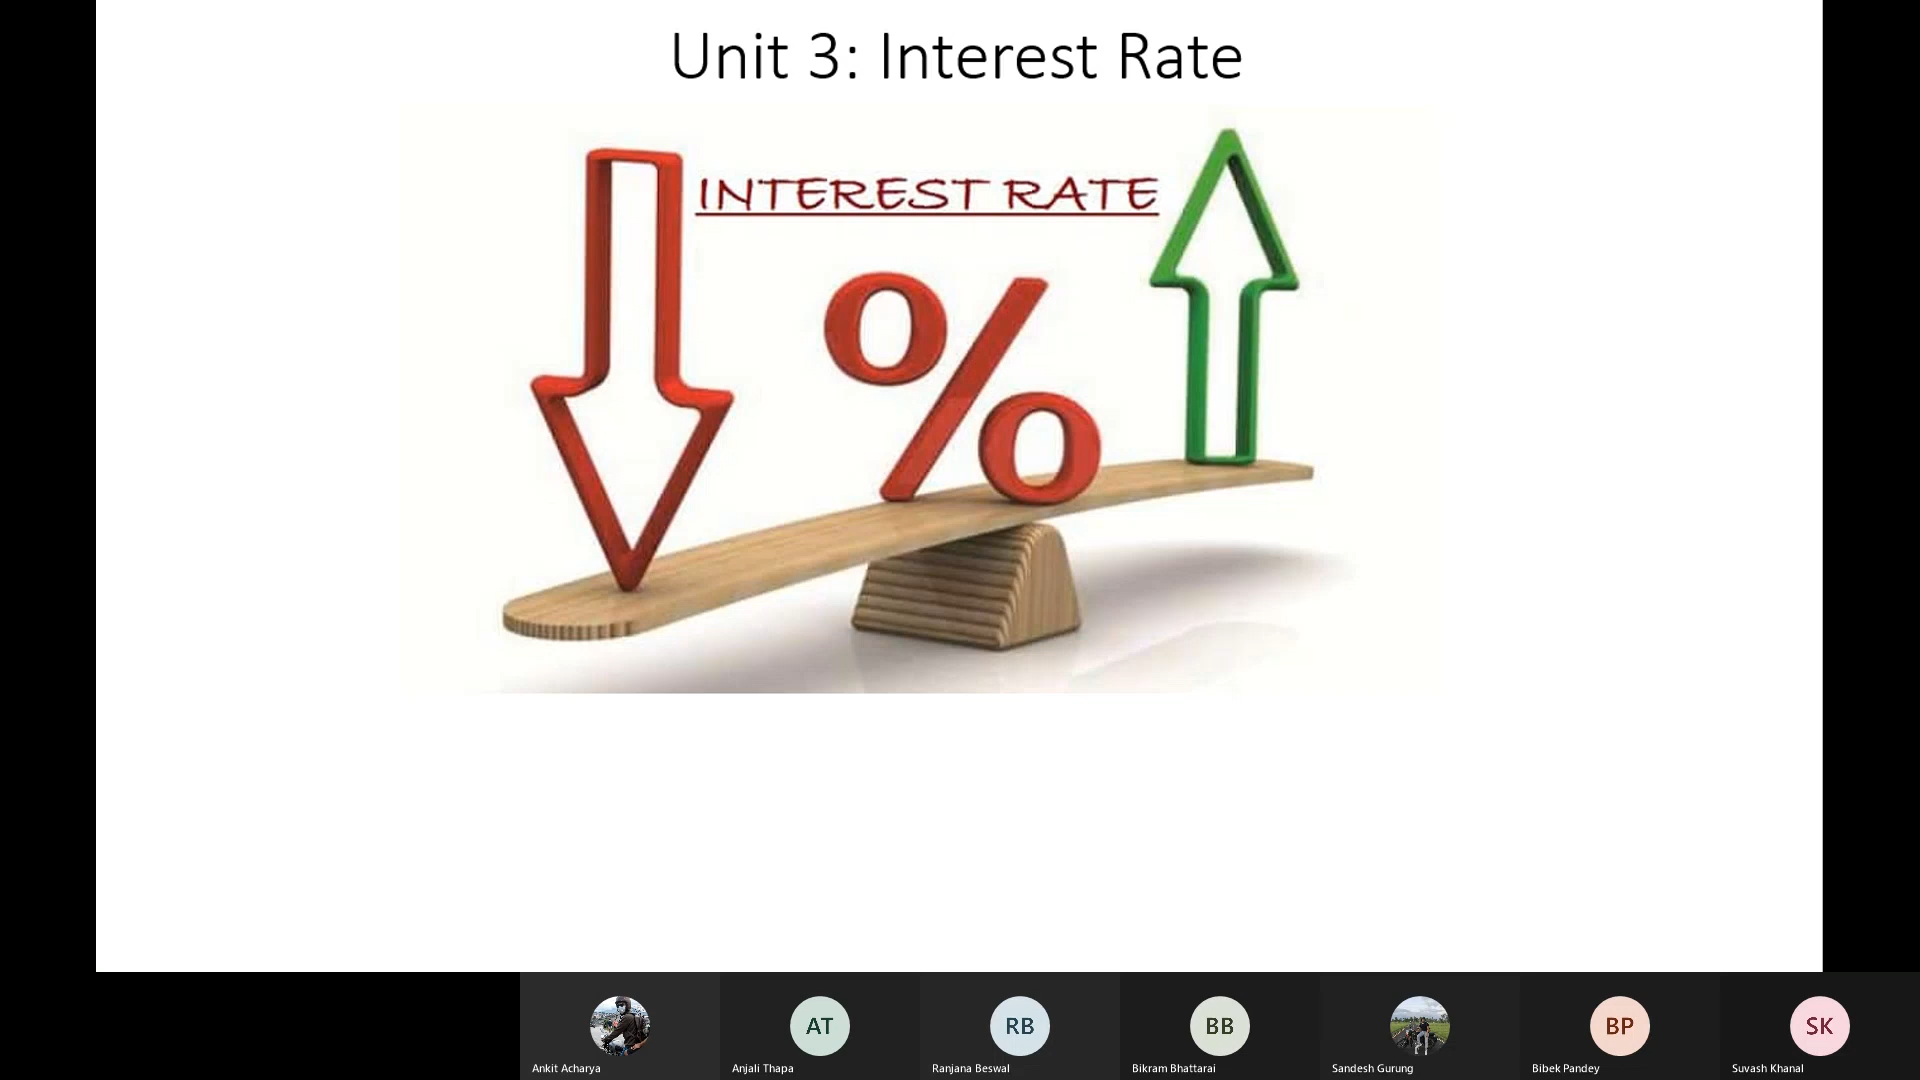 Unit 3: Interest Rate
INTEREST RATE
%
AT
RB
BB
BP
SK
Ankit Acharya
Anjali Thapa
Ranjana Beswal
Bikram Bhattarai
Sandesh Gurung
Bibek Pandey
Suvash Khanal